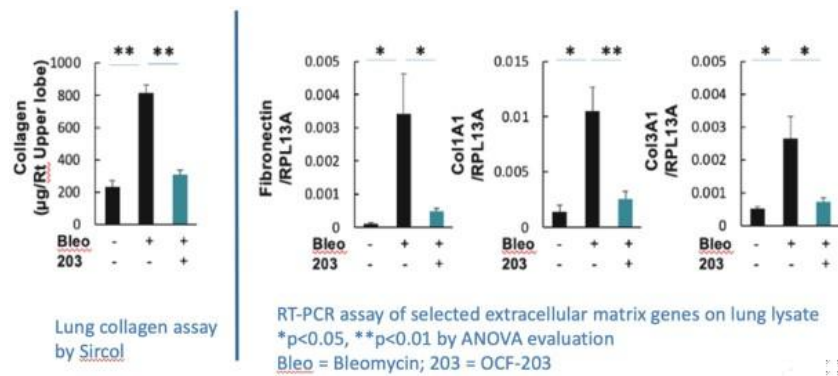 ** **
1000
800
600
400
200
0
Collagen
(µg/Rt Upper lobe)
Bleo - + +
203 - - +
Lung collagen assay
by Sircol
* *
0.005
0.004
0.003
0.002
0.001
0
Fibronectin
/RPL13A
Bleo - + +
203 - - +
* **
0.015
0.01
0.005
0
Col1A1
/RPL13A
Bleo - + +
203 - - +
* *
0.005
0.004
0.003
0.002
0.001
0
Col3A1
/RPL13A
Bleo - + +
203 - - +
RT-PCR assay of selected extracellular matrix genes on lung lysate
*p<0.05, **p<0.01 by ANOVA evaluation
Bleo = Bleomycin; 203 = OCF-203